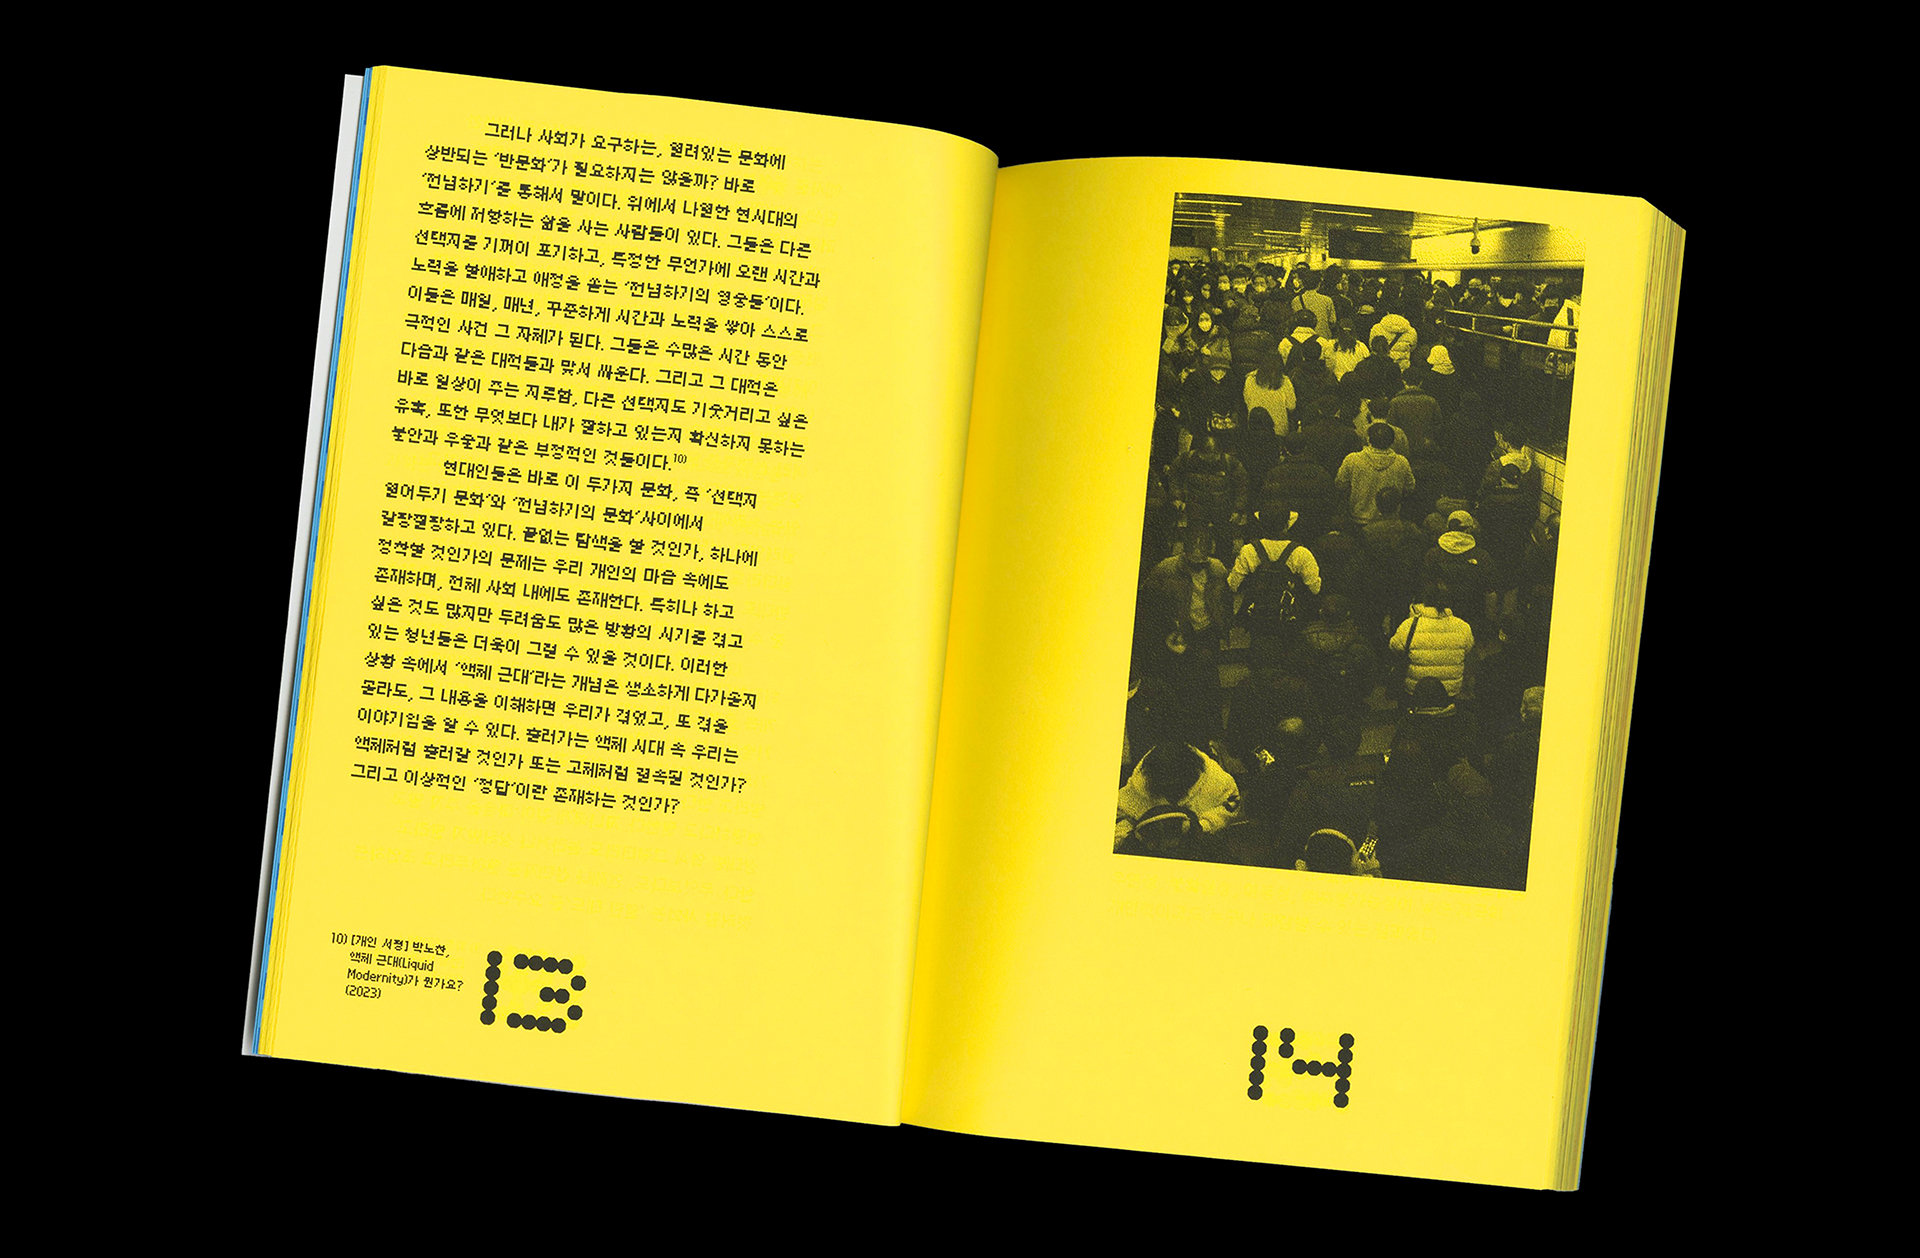 그러나 사회가 요구하는, 열려있는 문화에
상반되는 ‘반문화’가 필요하지는 않을까? 바로
‘전념하기’를 통해서 말이다. 위에서 나열한 현시대의
흐름에 저항하는 삶을 사는 사람들이 있다. 그들은 다른
선택지를 기꺼이 포기하고, 특정한 무언가에 오랜 시간과
노력을 할애하고 애정을 쏟는 ‘전념하기의 영웅들’이다.
이들은 매일, 매년, 꾸준하게 시간과 노력을 쌓아 스스로
극적인 사건 그 자체가 된다. 그들은 수많은 시간 동안
다음과 같은 대적들과 맞서 싸운다. 그리고 그 대적은
바로 일상이 주는 지루함, 다른 선택지도 기웃거리고 싶은
유혹, 또한 무엇보다 내가 잘하고 있는지 확신하지 못하는
불안과 우울과 같은 부정적인 것들이다.10)
현대인들은 바로 이 두가지 문화, 즉 ‘선택지
열어두기 문화’와 ‘전념하기의 문화’사이에서
갈팡질팡하고 있다. 끝없는 탐색을 할 것인가, 하나에
정착할 것인가의 문제는 우리 개인의 마음 속에도
존재하며, 전체 사회 내에도 존재한다. 특히나 하고
싶은 것도 많지만 두려움도 많은 방황의 시기를 겪고
있는 청년들은 더욱이 그럴 수 있을 것이다. 이러한
상황 속에서 ‘액체 근대’라는 개념은 생소하게 다가올지
몰라도, 그 내용을 이해하면 우리가 겪었고, 또 겪을
이야기임을 알 수 있다. 흘러가는 액체 시대 속 우리는
액체처럼 흘러갈 것인가 또는 고체처럼 결속될 것인가?
그리고 이상적인 ‘정답’이란 존재하는 것인가?
10) [개인 서평] 박노찬,
액체 근대(Liquid
Modernity)가 뭔가요?
(2023)
13
14